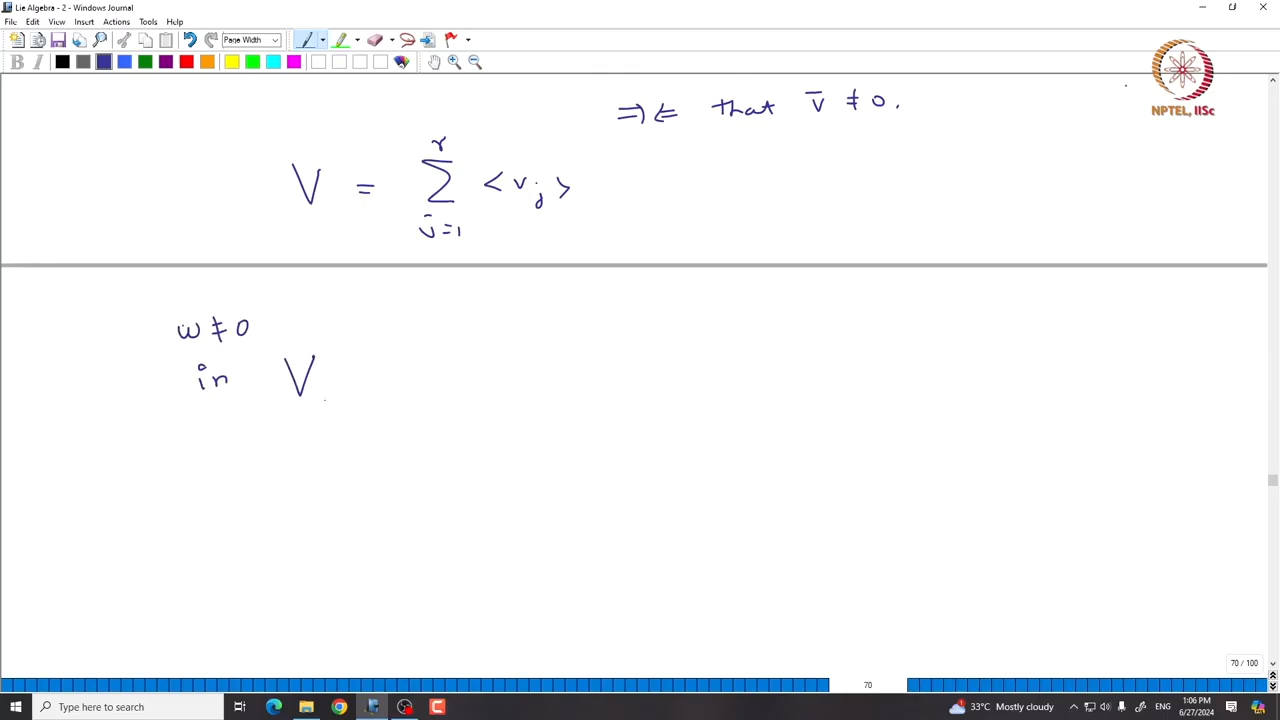 Lie Algebra - 2 - Windows Journal
File Edit View Insert Actions Tools Help
Page Width
B I
NPTEL, IISc
⇒⇐ that v̅ ≠ 0.
V = ∑_{j=1}^{r} <v_j>
w ≠ 0
in V
70 / 100
70
Type here to search
33°C Mostly cloudy
ENG
1:06 PM
6/27/2024